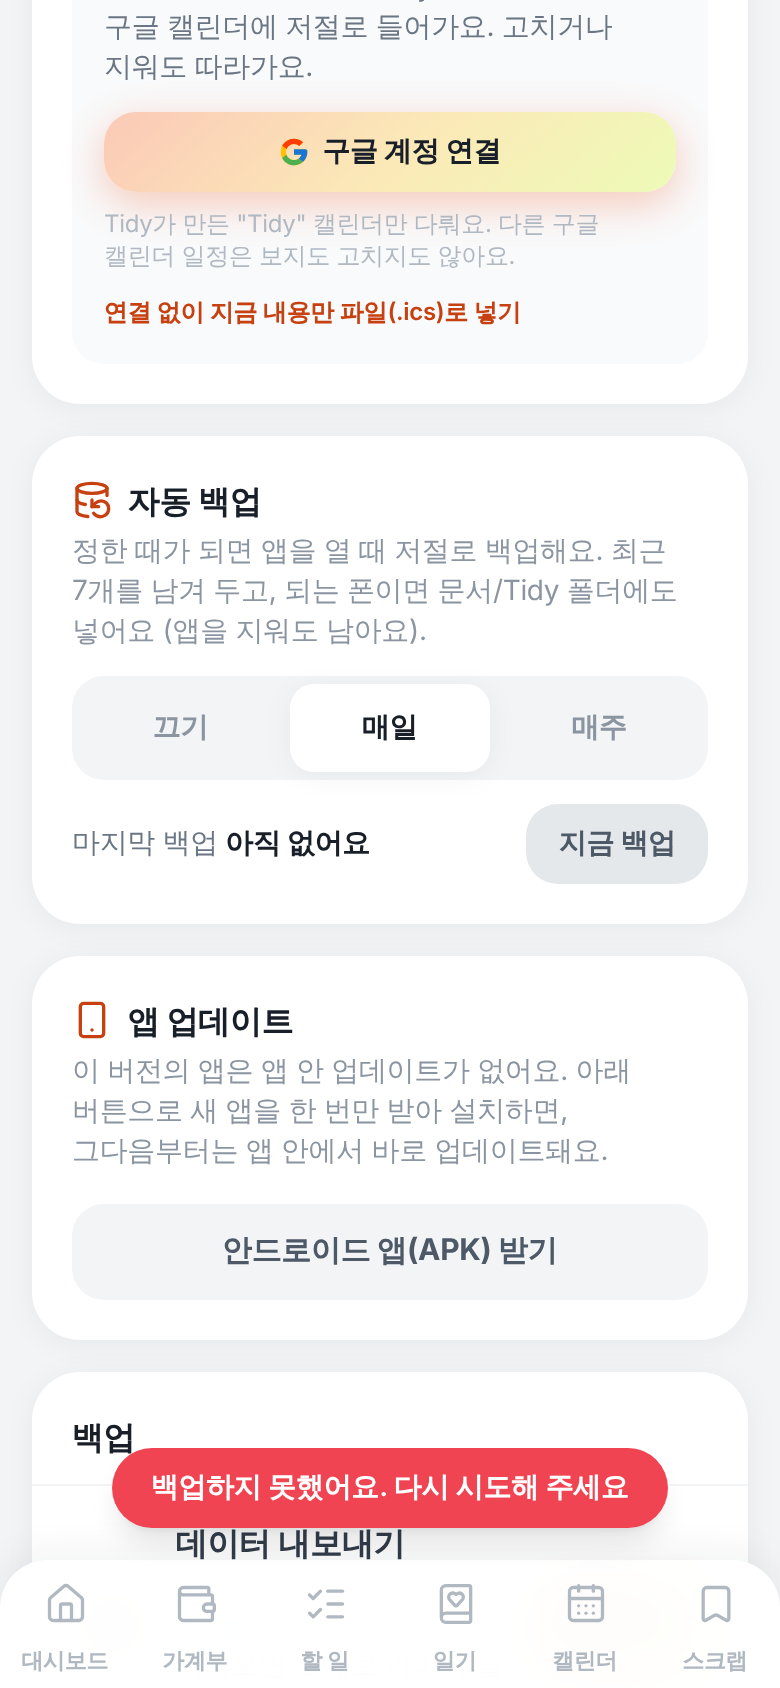 구글 캘린더에 저절로 들어가요. 고치거나
지워도 따라가요.
구글 계정 연결
Tidy가 만든 "Tidy" 캘린더만 다뤄요. 다른 구글
캘린더 일정은 보지도 고치지도 않아요.
연결 없이 지금 내용만 파일(.ics)로 넣기
자동 백업
정한 때가 되면 앱을 열 때 저절로 백업해요. 최근
7개를 남겨 두고, 되는 폰이면 문서/Tidy 폴더에도
넣어요 (앱을 지워도 남아요).
끄기 매일 매주
마지막 백업 아직 없어요 지금 백업
앱 업데이트
이 버전의 앱은 앱 안 업데이트가 없어요. 아래
버튼으로 새 앱을 한 번만 받아 설치하면,
그다음부터는 앱 안에서 바로 업데이트돼요.
안드로이드 앱(APK) 받기
백업
백업하지 못했어요. 다시 시도해 주세요
데이터 내보내기
대시보드 가계부 할 일 일기 캘린더 스크랩